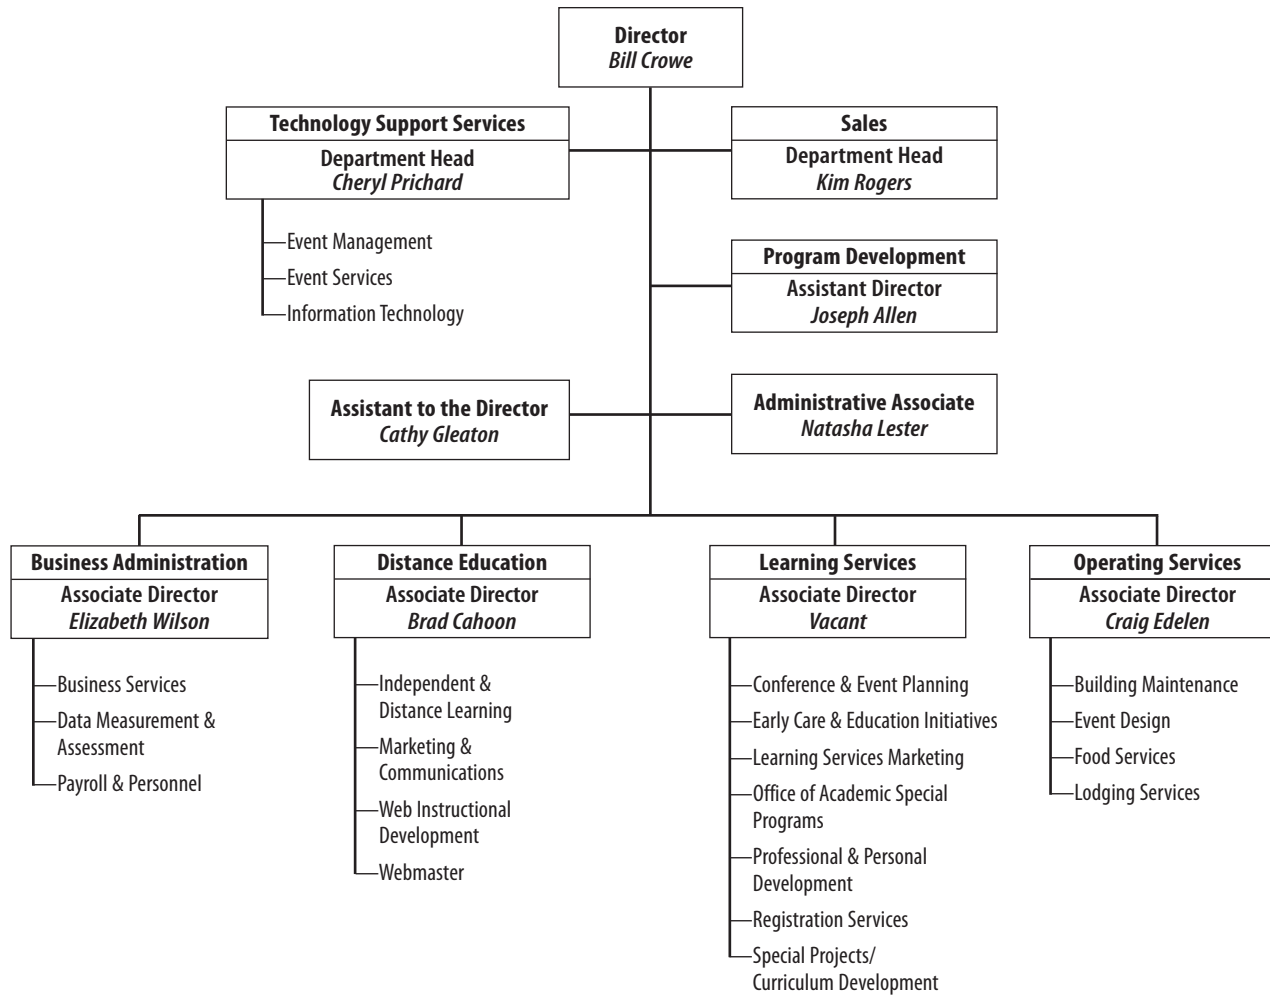 Director
Bill Crowe
Technology Support Services
Department Head
Cheryl Prichard
Event Management
Event Services
Information Technology
Sales
Department Head
Kim Rogers
Program Development
Assistant Director
Joseph Allen
Assistant to the Director
Cathy Gleaton
Administrative Associate
Natasha Lester
Business Administration
Associate Director
Elizabeth Wilson
Business Services
Data Measurement &
Assessment
Payroll & Personnel
Distance Education
Associate Director
Brad Cahoon
Independent &
Distance Learning
Marketing &
Communications
Web Instructional
Development
Webmaster
Learning Services
Associate Director
Vacant
Conference & Event Planning
Early Care & Education Initiatives
Learning Services Marketing
Office of Academic Special
Programs
Professional & Personal
Development
Registration Services
Special Projects/
Curriculum Development
Operating Services
Associate Director
Craig Edelen
Building Maintenance
Event Design
Food Services
Lodging Services